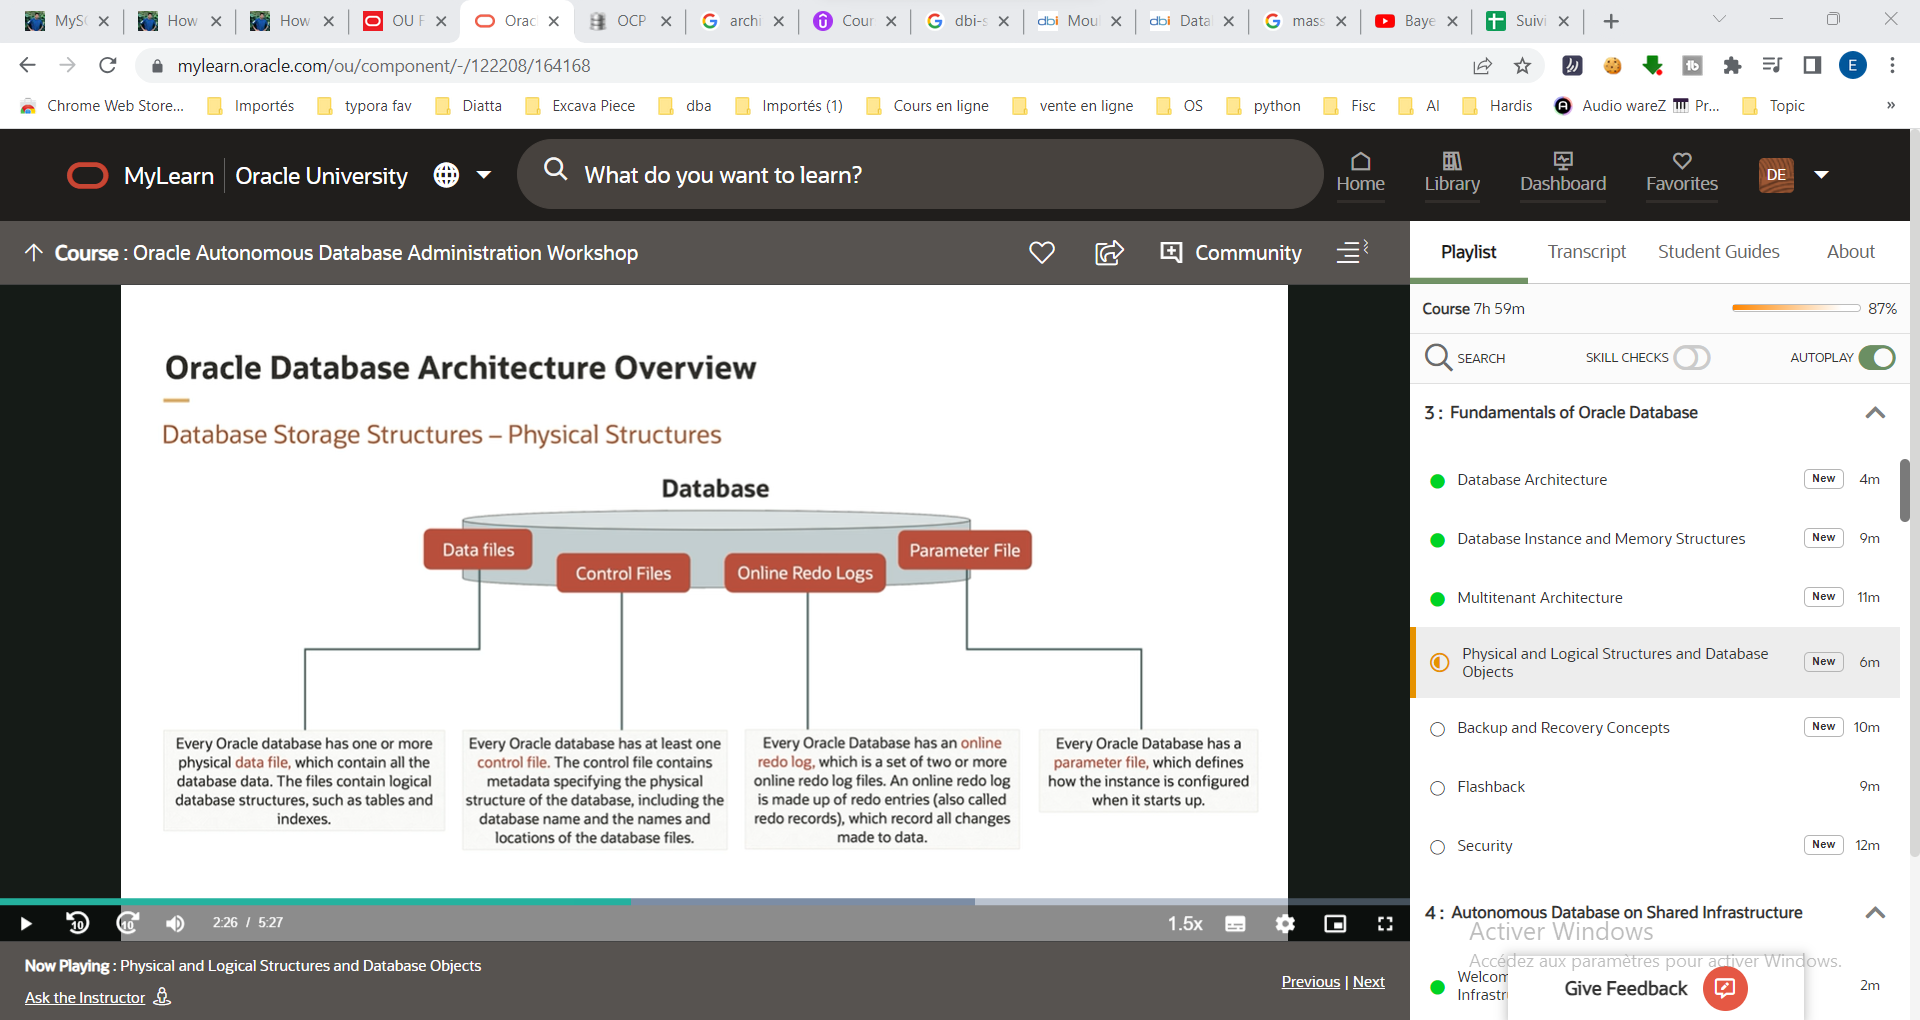 MyS
How
How
OU F
Orac
OCP
archi
Cour
dbi-s
dbi Moul
dbi Data
mass
Baye
Suivi
mylearn.oracle.com/ou/component/-/122208/164168
E
Chrome Web Store...
Importés
typora fav
Diatta
Excava Piece
dba
Importés (1)
Cours en ligne
vente en ligne
OS
python
Fisc
AI
Hardis
Audio wareZ
Pr...
Topic
»
MyLearn
Oracle University
What do you want to learn?
Home
Library
Dashboard
Favorites
DE
Course : Oracle Autonomous Database Administration Workshop
Community
Oracle Database Architecture Overview
Database Storage Structures – Physical Structures
Database
Data files
Control Files
Online Redo Logs
Parameter File
Every Oracle database has one or more
physical data file, which contain all the
database data. The files contain logical
database structures, such as tables and
indexes.
Every Oracle database has at least one
control file. The control file contains
metadata specifying the physical
structure of the database, including the
database name and the names and
locations of the database files.
Every Oracle Database has an online
redo log, which is a set of two or more
online redo log files. An online redo log
is made up of redo entries (also called
redo records), which record all changes
made to data.
Every Oracle Database has a
parameter file, which defines
how the instance is configured
when it starts up.
10
10
2:26 / 5:27
1.5x
Now Playing : Physical and Logical Structures and Database Objects
Ask the Instructor
Previous | Next
Playlist
Transcript
Student Guides
About
Course 7h 59m
87%
SEARCH
SKILL CHECKS
AUTOPLAY
3 : Fundamentals of Oracle Database
Database Architecture New 4m
Database Instance and Memory Structures New 9m
Multitenant Architecture New 11m
Physical and Logical Structures and Database
Objects
New 6m
Backup and Recovery Concepts New 10m
Flashback 9m
Security New 12m
4 : Autonomous Database on Shared Infrastructure
Activer Windows
Accédez aux paramètres pour activer Windows.
Welcom
Infrastr
2m
Give Feedback